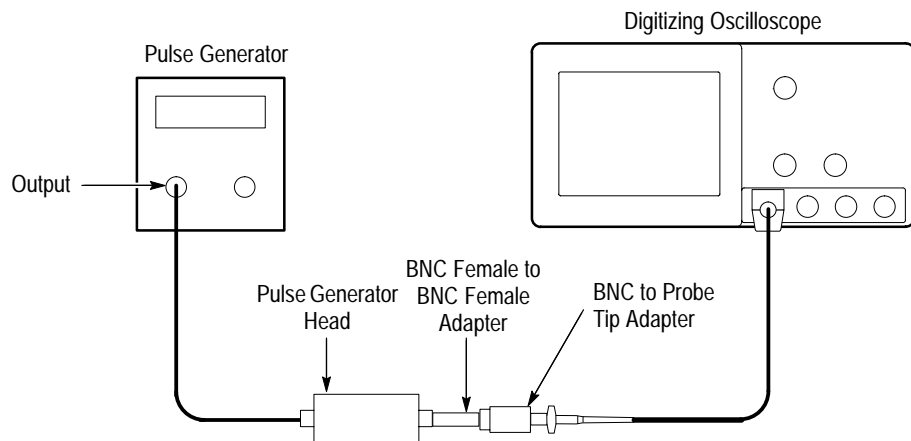 Digitizing Oscilloscope
Pulse Generator
Output
Pulse Generator
Head
BNC Female to
BNC Female
Adapter
BNC to Probe
Tip Adapter